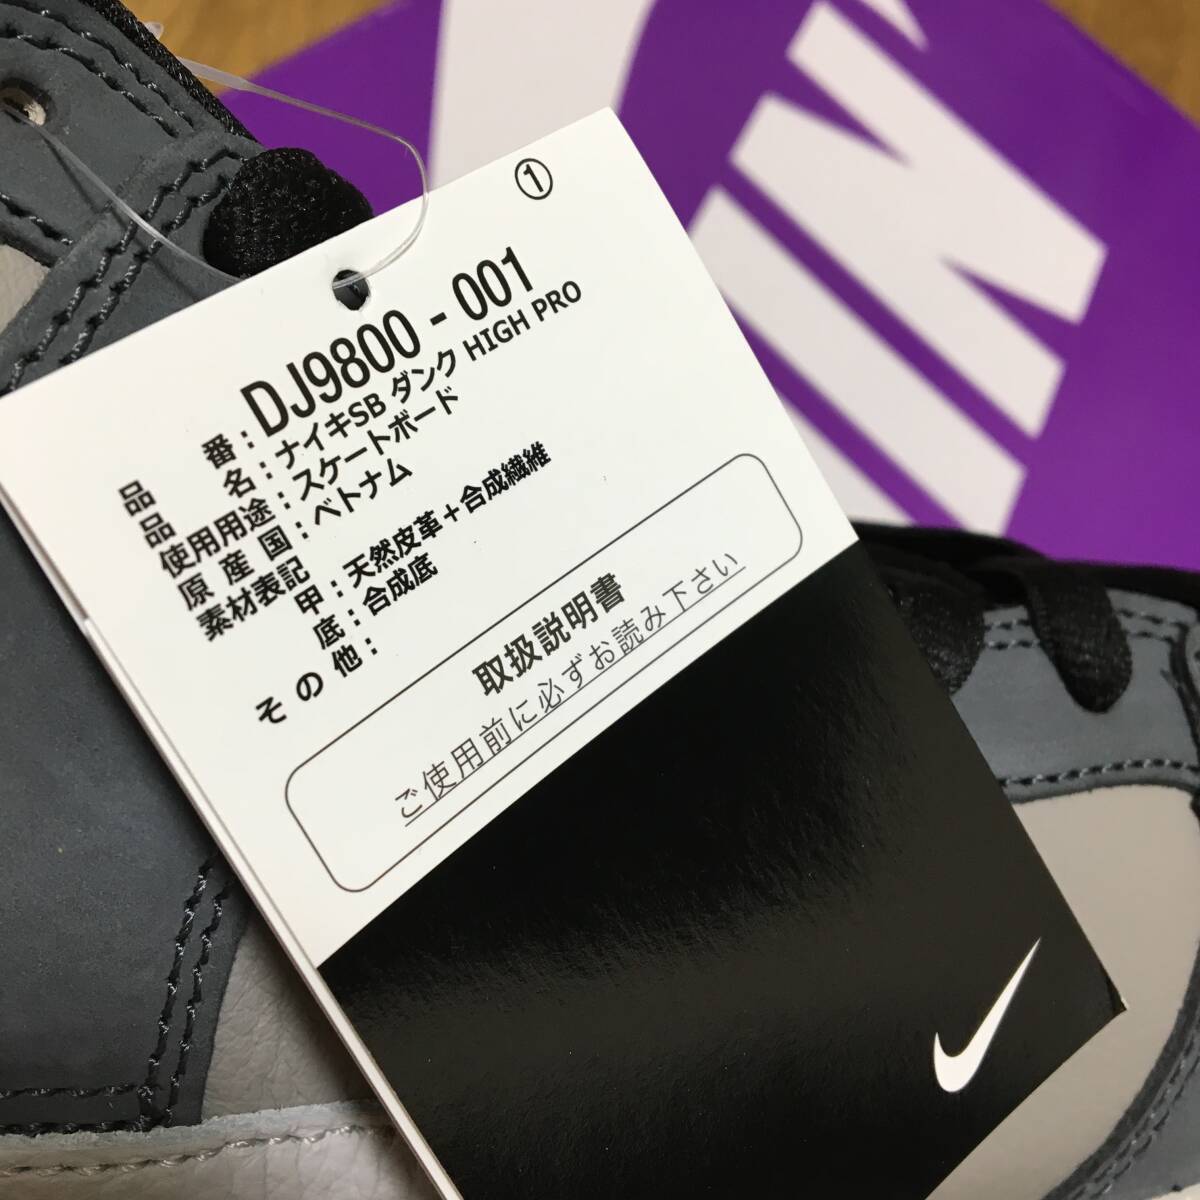 ①
品番：DJ9800 - 001
品名：ナイキSB ダンク HIGH PRO
使用用途：スケートボード
原産国：ベトナム
素材表記 甲：天然皮革＋合成繊維
底：合成底
その他：
取扱説明書
ご使用前に必ずお読み下さい